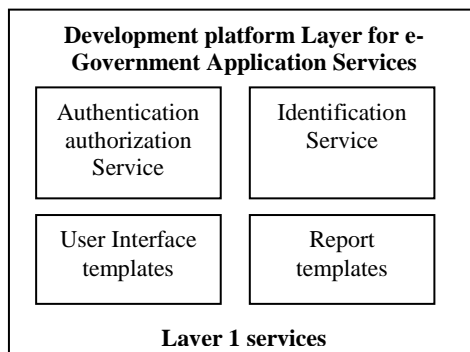 Development platform Layer for e-
Government Application Services
Authentication
authorization
Service
Identification
Service
User Interface
templates
Report
templates
Layer 1 services